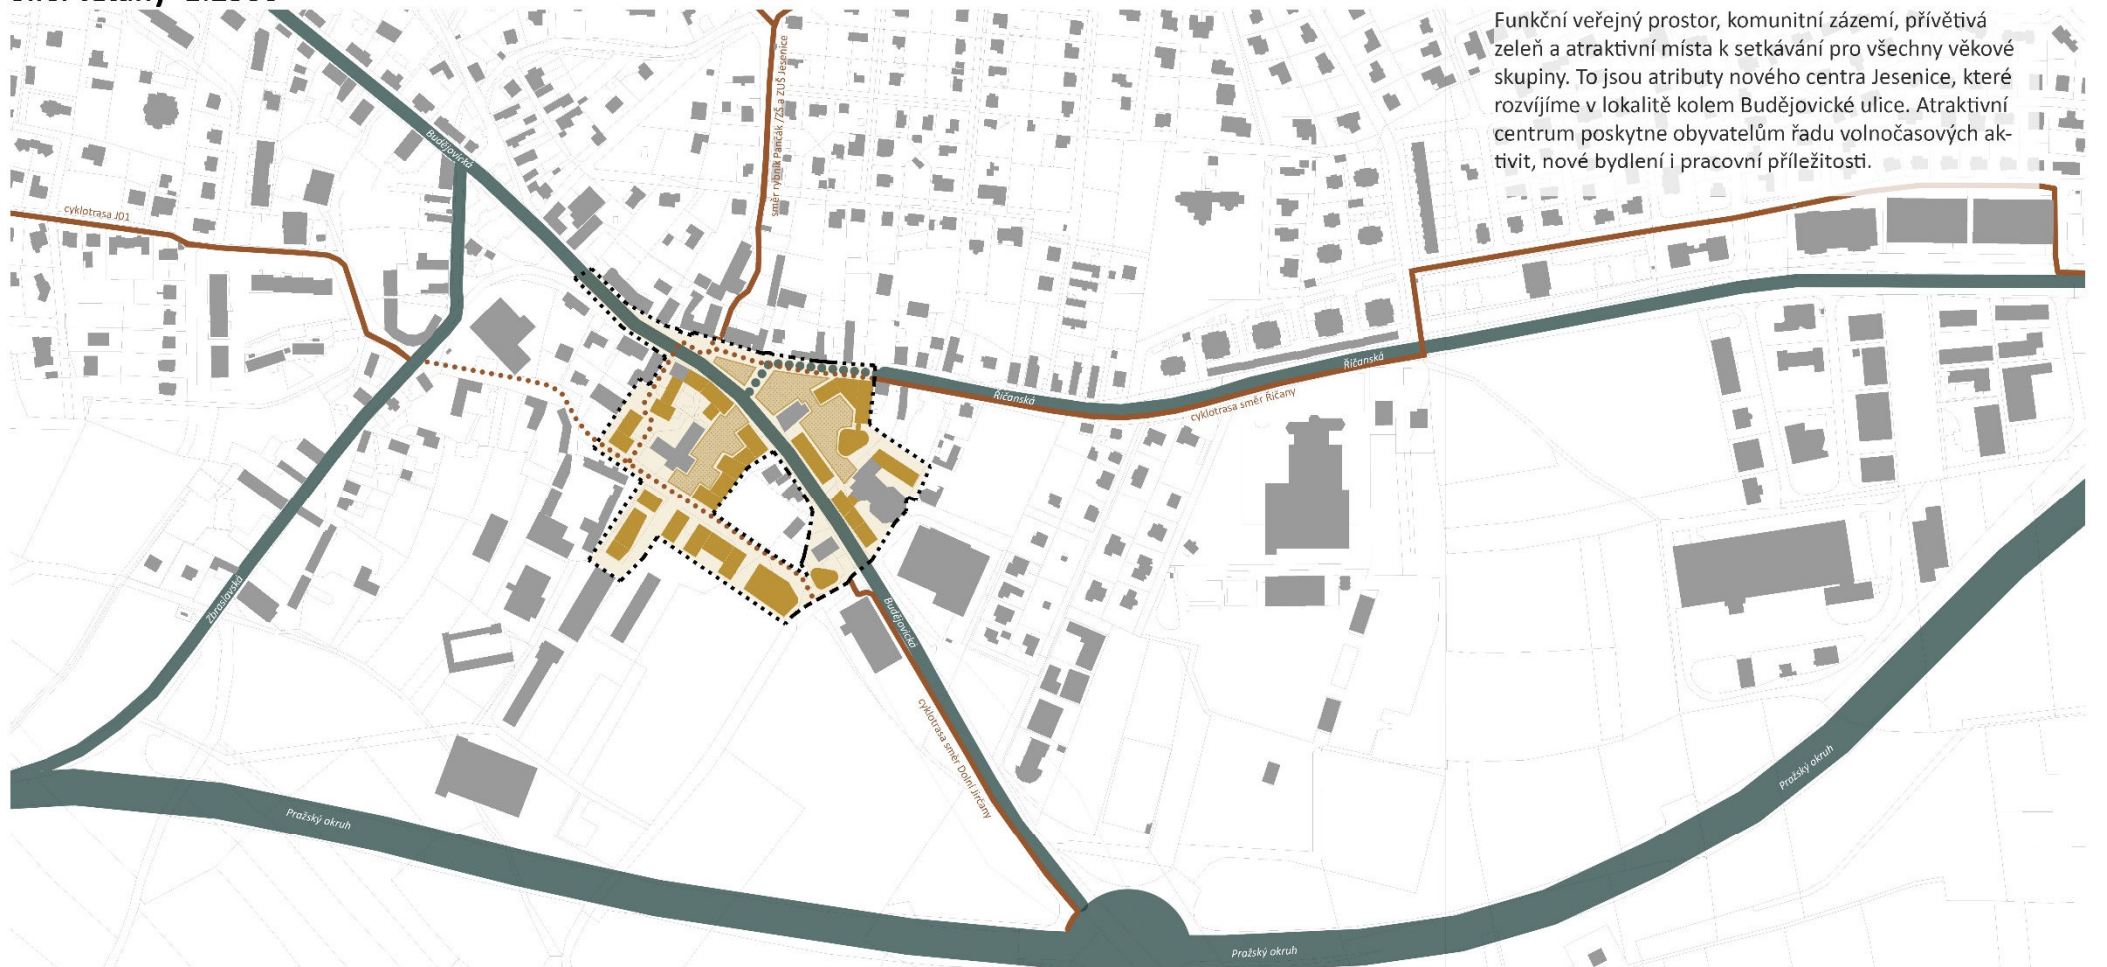 Funkční veřejný prostor, komunitní zázemí, přívětivá
zeleň a atraktivní místa k setkávání pro všechny věkové
skupiny. To jsou atributy nového centra Jesenice, které
rozvíjíme v lokalitě kolem Budějovické ulice. Atraktivní
centrum poskytne obyvatelům řadu volnočasových ak-
tivit, nové bydlení i pracovní příležitosti.
směr rybník Pančák /ZŠ a ZUŠ Jesenice
Budějovická
cyklotrasa J01
Říčanská
Říčanská
cyklotrasa směr Říčany
Zbraslavská
Budějovická
cyklotrasa směr Dolní Jirčany
Pražský okruh
Pražský okruh
Pražský okruh